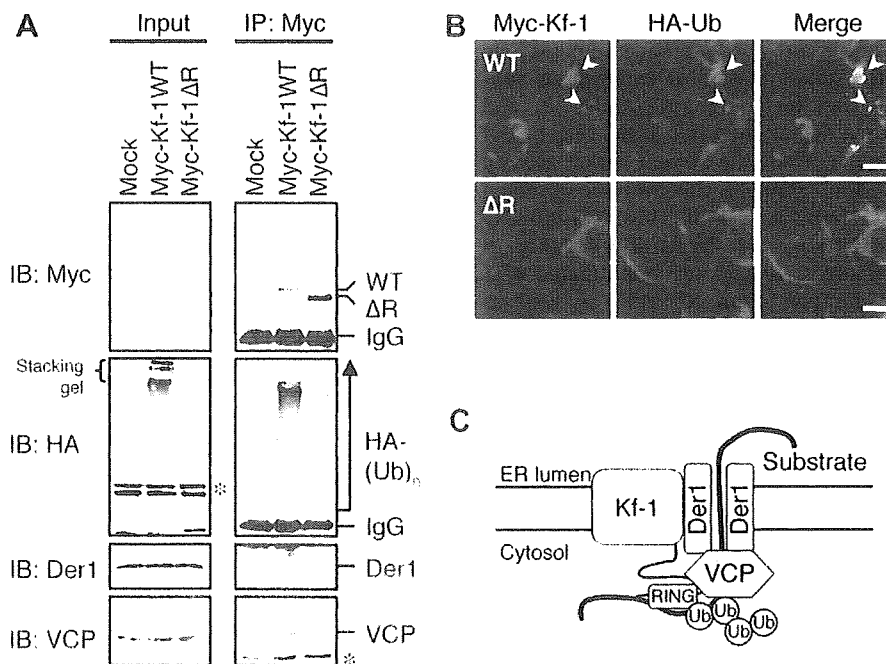 A
Input
IP: Myc
Mock
Myc-Kf-1WT
Myc-Kf-1ΔR
Mock
Myc-Kf-1WT
Myc-Kf-1ΔR
IB: Myc
WT
ΔR
IgG
Stacking
gel
IB: HA
*
HA-
(Ub)n
IgG
IB: Der1
Der1
IB: VCP
VCP
*
B
Myc-Kf-1
HA-Ub
Merge
WT
ΔR
C
ER lumen
Kf-1
Der1
Der1
Substrate
Cytosol
VCP
RING
Ub
Ub
Ub
Ub